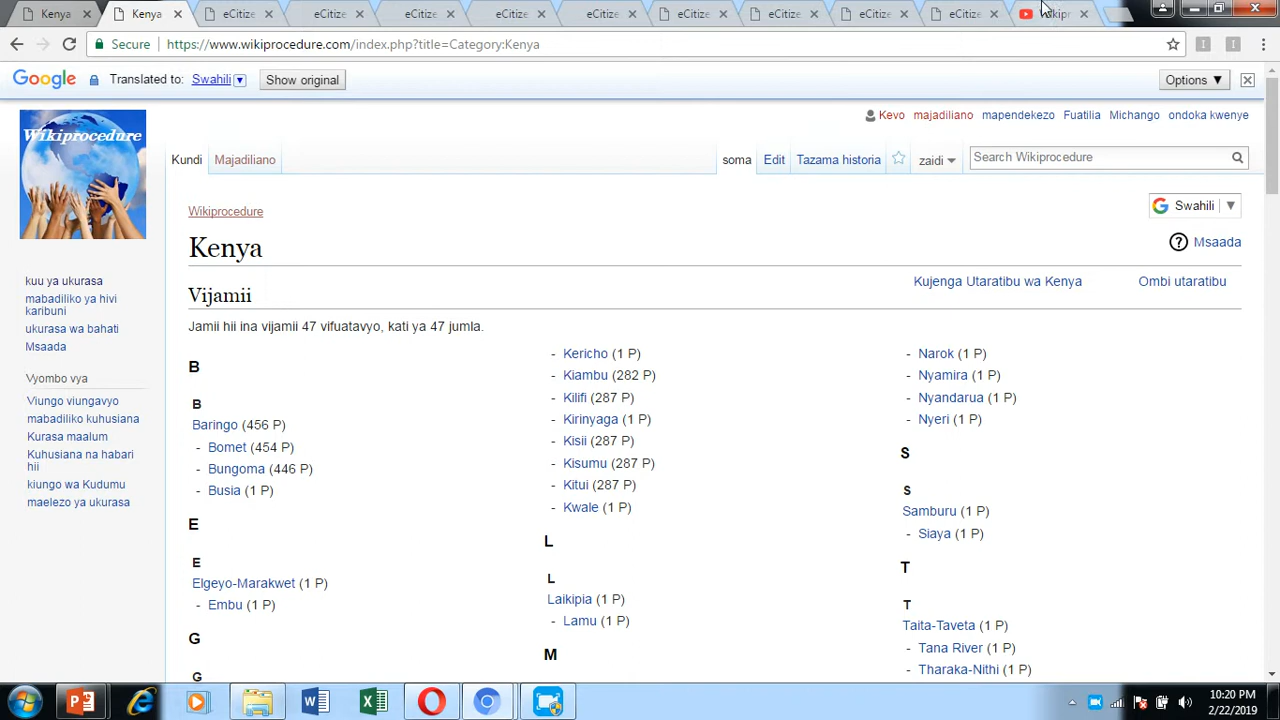 Kenya
Kenya
eCitize
eCitize
eCitize
eCitize
eCitize
eCitize
eCitize
eCitize
eCitize
Wikipr
Secure https://www.wikiprocedure.com/index.php?title=Category:Kenya
Google Translated to: Swahili Show original Options ▼
Wikiprocedure
Kevo majadiliano mapendekezo Fuatilia Michango ondoka kwenye
Kundi Majadiliano soma Edit Tazama historia zaidi Search Wikiprocedure
Wikiprocedure
G Swahili ▼
Kenya
Msaada
Kujenga Utaratibu wa Kenya Ombi utaratibu
Vijamii
Jamii hii ina vijamii 47 vifuatavyo, kati ya 47 jumla.
kuu ya ukurasa
mabadiliko ya hivi
karibuni
ukurasa wa bahati
Msaada
Vyombo vya
Viungo viungavyo
mabadiliko kuhusiana
Kurasa maalum
Kuhusiana na habari
hii
kiungo wa Kudumu
maelezo ya ukurasa
B
B
Baringo (456 P)
- Bomet (454 P)
- Bungoma (446 P)
- Busia (1 P)
E
E
Elgeyo-Marakwet (1 P)
- Embu (1 P)
G
G
- Kericho (1 P)
- Kiambu (282 P)
- Kilifi (287 P)
- Kirinyaga (1 P)
- Kisii (287 P)
- Kisumu (287 P)
- Kitui (287 P)
- Kwale (1 P)
L
L
Laikipia (1 P)
- Lamu (1 P)
M
- Narok (1 P)
- Nyamira (1 P)
- Nyandarua (1 P)
- Nyeri (1 P)
S
S
Samburu (1 P)
- Siaya (1 P)
T
T
Taita-Taveta (1 P)
- Tana River (1 P)
- Tharaka-Nithi (1 P)
10:20 PM
2/22/2019